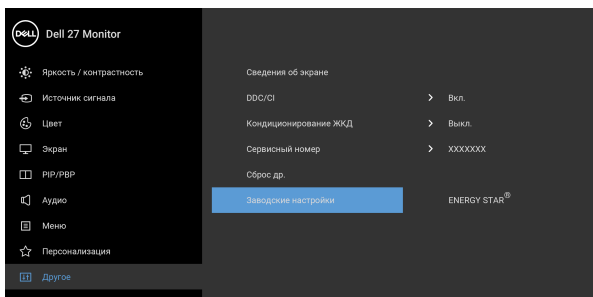 DELL Dell 27 Monitor
Яркость / контрастность
Сведения об экране
Источник сигнала
DDC/CI
Вкл.
Цвет
Кондиционирование ЖКД
Выкл.
Экран
Сервисный номер
XXXXXXX
PIP/PBP
Сброс др.
Аудио
Заводские настройки
ENERGY STAR®
Меню
Персонализация
Другое